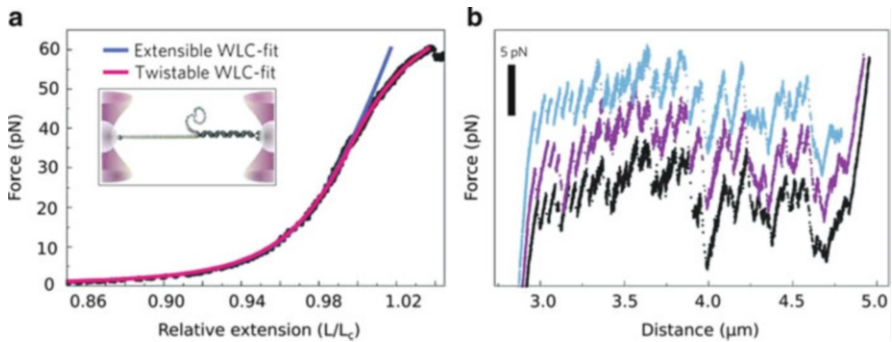 a
60
50
40
30
20
10
0
Force (pN)
Extensible WLC-fit
Twistable WLC-fit
0.86 0.90 0.94 0.98 1.02
Relative extension (L/Lc)
b
5 pN
Force (pN)
3.0 3.5 4.0 4.5 5.0
Distance (μm)